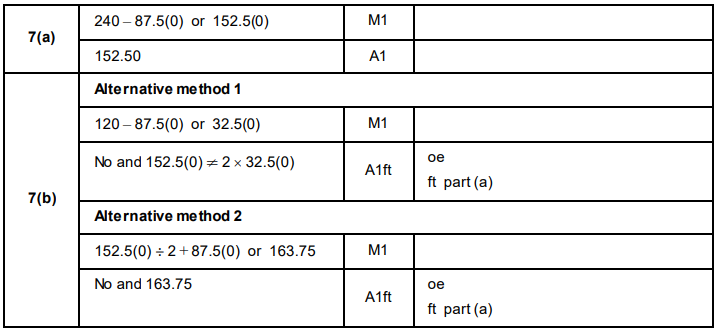 7(a)
240 – 87.5(0) or 152.5(0) M1
152.50 A1
7(b)
Alternative method 1
120 – 87.5(0) or 32.5(0) M1
No and 152.5(0) ≠ 2 × 32.5(0) A1ft oe
ft part (a)
Alternative method 2
152.5(0) ÷ 2 + 87.5(0) or 163.75 M1
No and 163.75 A1ft oe
ft part (a)